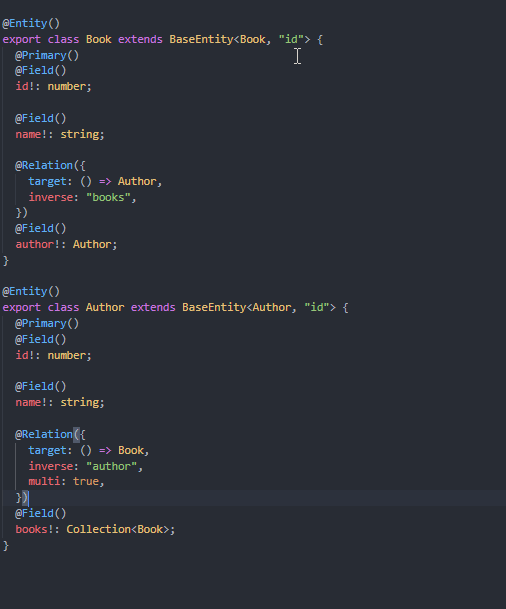 @Entity()
export class Book extends BaseEntity<Book, "id"> {
@Primary()
@Field()
id!: number;
@Field()
name!: string;
@Relation({
target: () => Author,
inverse: "books",
})
@Field()
author!: Author;
}
@Entity()
export class Author extends BaseEntity<Author, "id"> {
@Primary()
@Field()
id!: number;
@Field()
name!: string;
@Relation({
target: () => Book,
inverse: "author",
multi: true,
})
@Field()
books!: Collection<Book>;
}